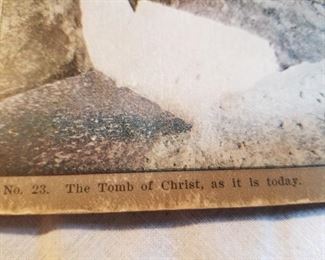 No. 23. The Tomb of Christ, as it is today.